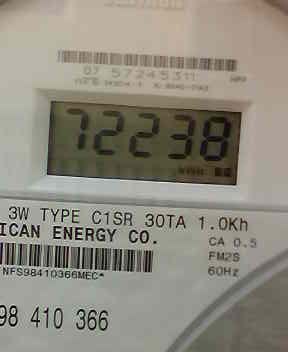 07 57245311
72238
3W TYPE C1SR 30TA 1.0Kh
ICAN ENERGY CO.
CA 0.5
FM2S
60Hz
NFS98410366MEC*
98 410 366